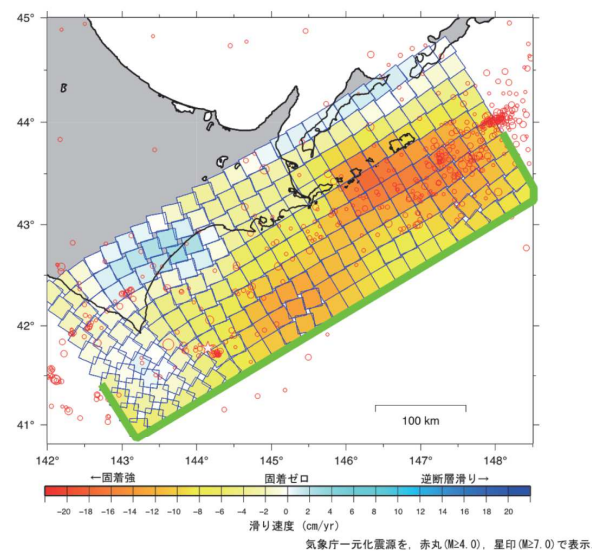 45°
44°
43°
42°
41°
100 km
142° 143° 144° 145° 146° 147° 148°
←固着強 固着ゼロ 逆断層滑り→
-20 -18 -16 -14 -12 -10 -8 -6 -4 -2 0 2 4 6 8 10 12 14 16 18 20
滑り速度 (cm/yr)
気象庁一元化震源を，赤丸(M≥4.0)，星印(M≥7.0)で表示